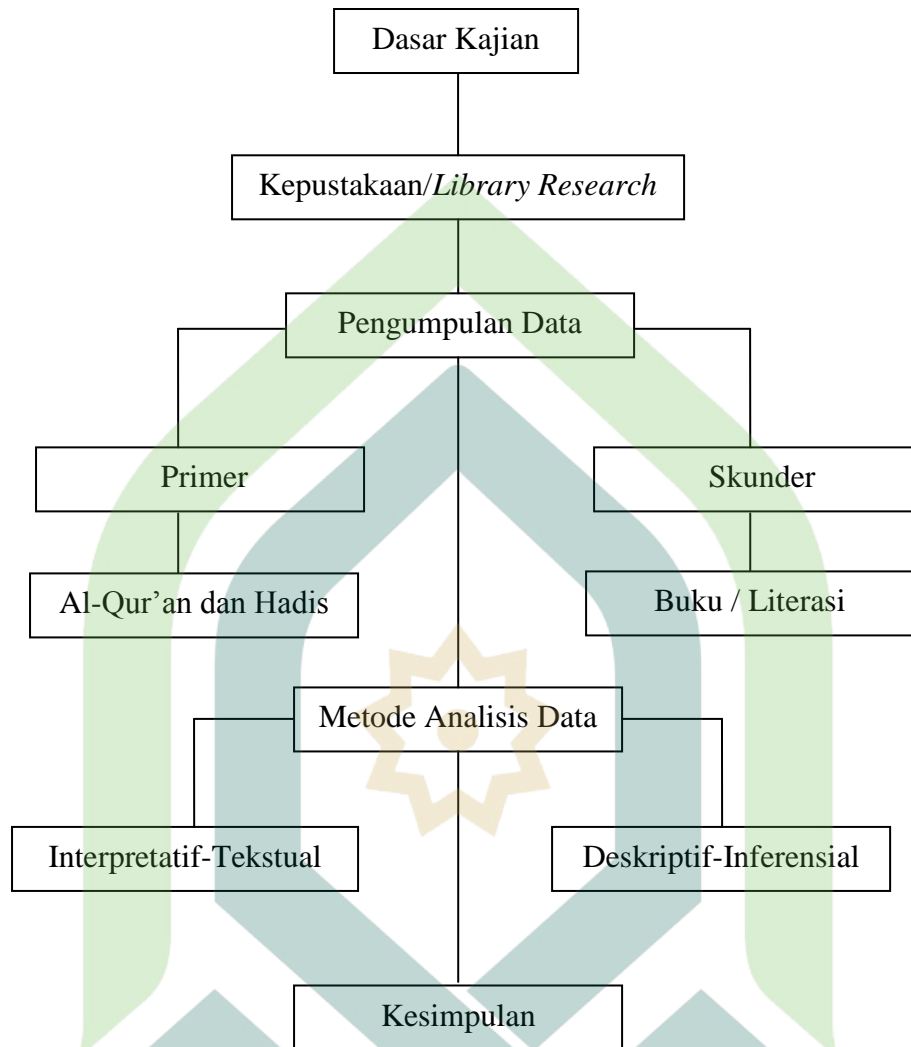 Dasar Kajian
Kepustakaan/Library Research
Pengumpulan Data
Primer
Skunder
Al-Qur’an dan Hadis
Buku / Literasi
Metode Analisis Data
Interpretatif-Tekstual
Deskriptif-Inferensial
Kesimpulan